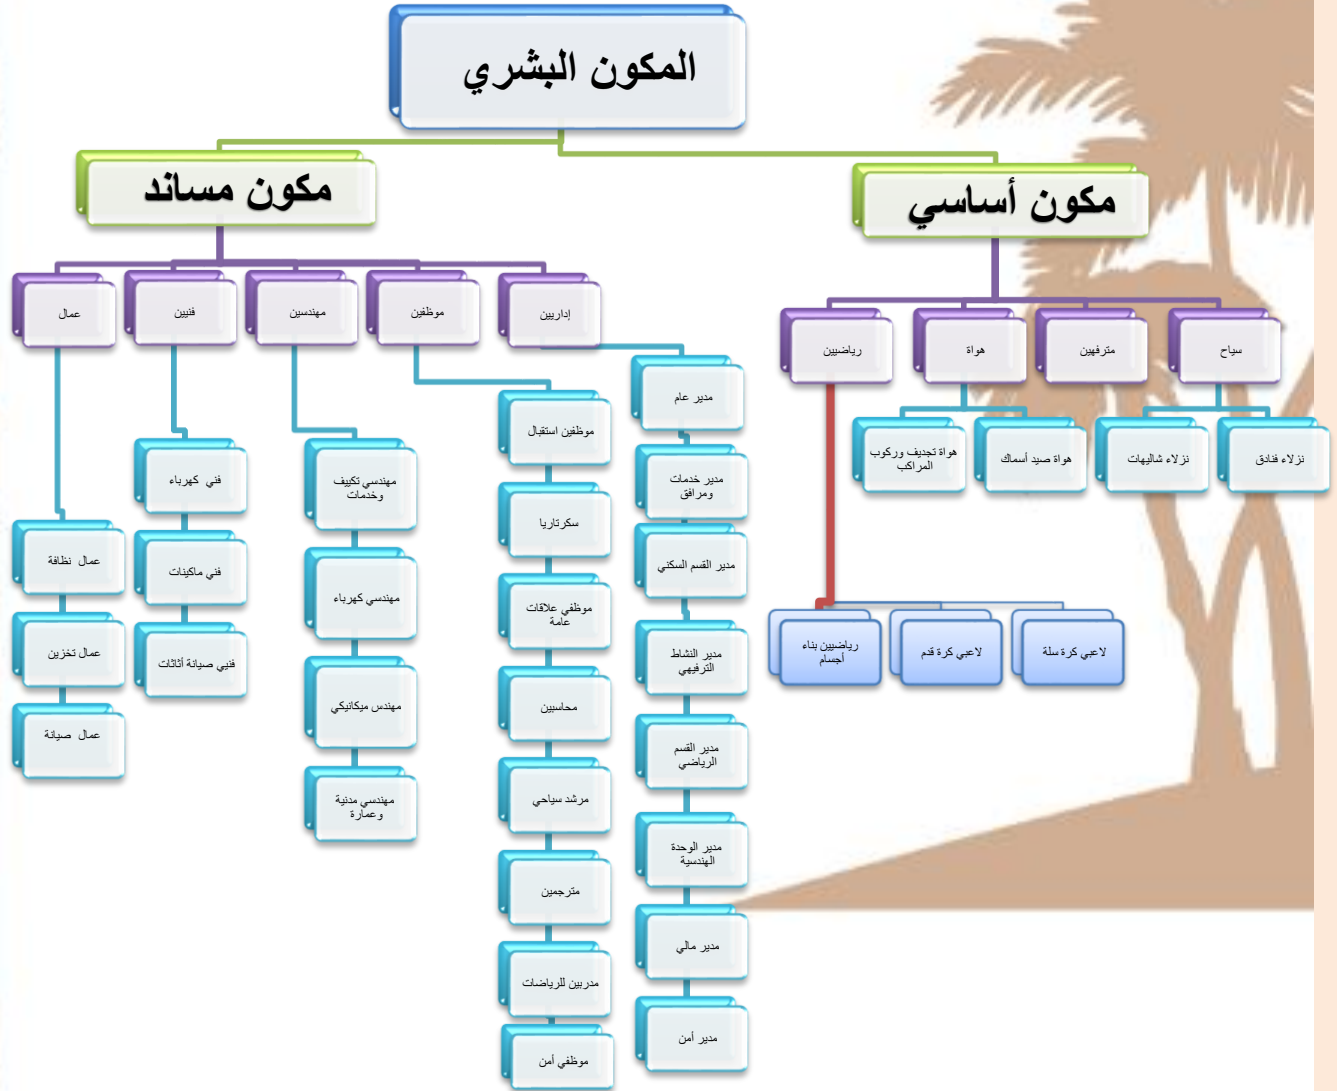 المكون البشري
مكون أساسي
مكون مساند
سياح
مترفهين
هواة
رياضيين
نزلاء فنادق
نزلاء شاليهات
هواة صيد أسماك
هواة تجديف وركوب
المراكب
لاعبي كرة سلة
لاعبي كرة قدم
رياضيين بناء
أجسام
إداريين
موظفين
مهندسين
فنيين
عمال
مدير عام
مدير خدمات
ومرافق
مدير القسم السكني
مدير النشاط
الترفيهي
مدير القسم
الرياضي
مدير الوحدة
الهندسية
مدير مالي
مدير أمن
موظفين استقبال
سكرتاريا
موظفي علاقات
عامة
محاسبين
مرشد سياحي
مترجمين
مدربين للرياضات
موظفي أمن
مهندسي تكييف
وخدمات
مهندسي كهرباء
مهندس ميكانيكي
مهندسي مدنية
وعمارة
فني كهرباء
فني ماكينات
فنيي صيانة أثاثات
عمال نظافة
عمال تخزين
عمال صيانة